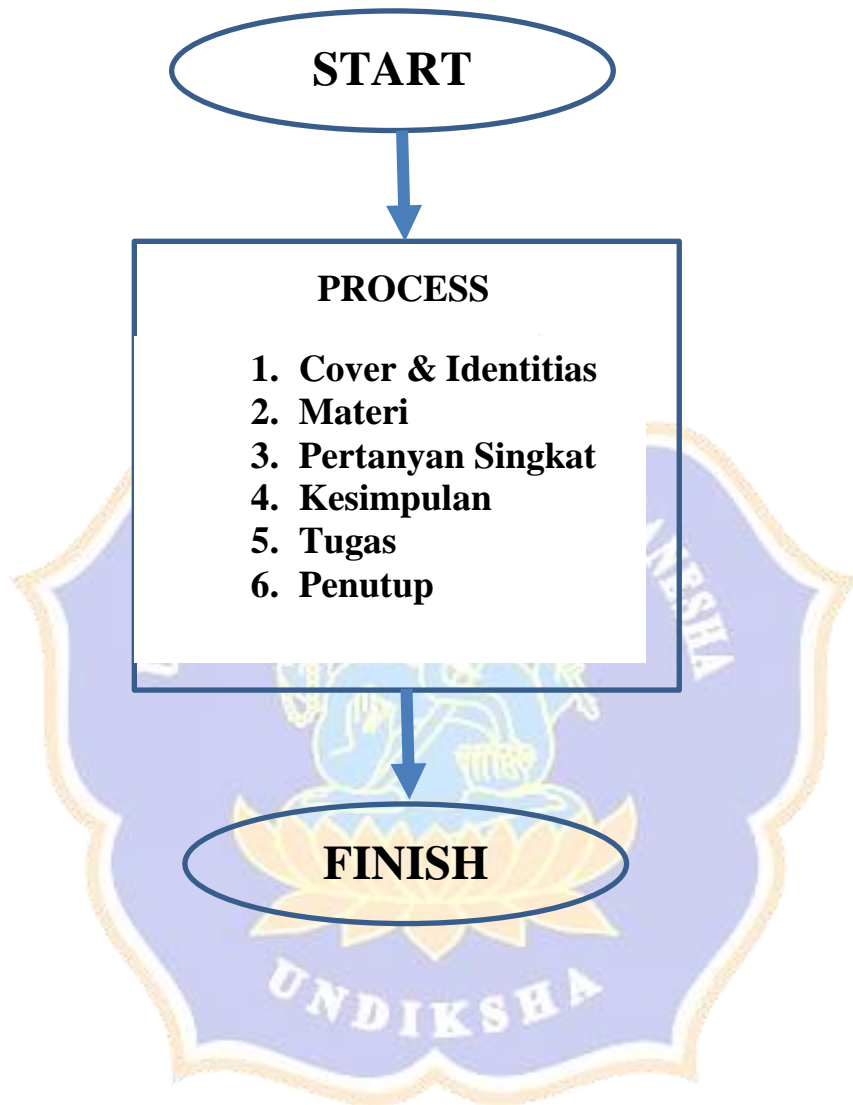 START
PROCESS
1. Cover & Identitias
2. Materi
3. Pertanyan Singkat
4. Kesimpulan
5. Tugas
6. Penutup
FINISH
UNDIKSHA